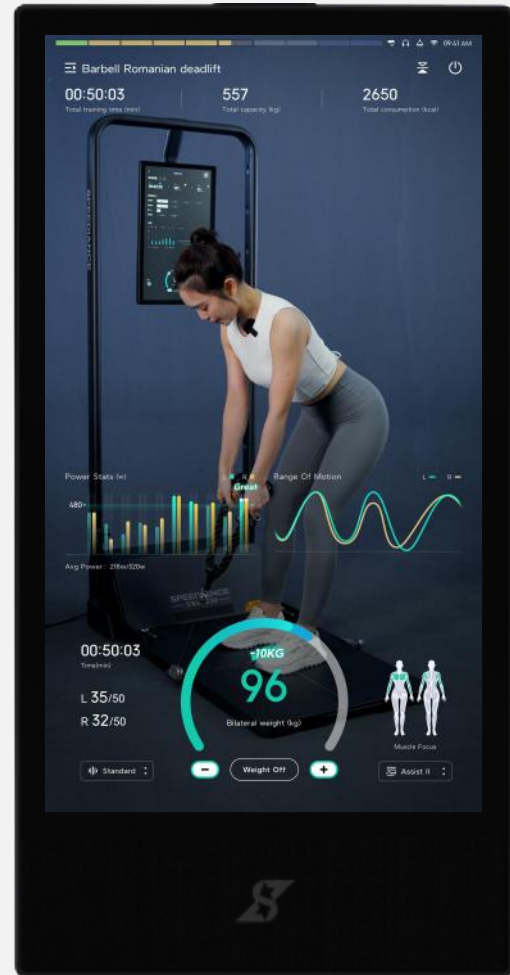 09:41 AM
Barbell Romanian deadlift
00:50:03 557 2650
Total training time (min) Total capacity (kg) Total consumption (kcal)
SPEEDIANCE
Power Stats (w) L R Range Of Motion L R
Great
480
Avg Power: 218w/320w
SPEEDIANCE
00:50:03
Time(min)
-10KG
96
L 35/50
R 32/50
Bilateral weight (kg)
Muscle Focus
Standard - Weight Off + Assist II